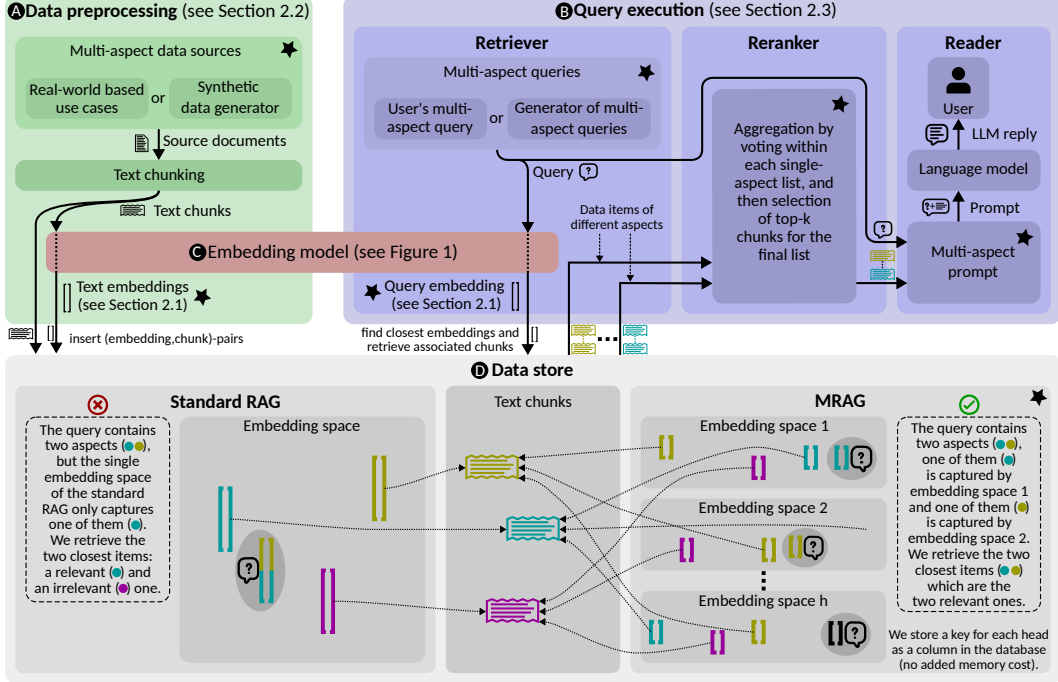 A Data preprocessing (see Section 2.2)
Multi-aspect data sources
Real-world based
use cases
or
Synthetic
data generator
Source documents
Text chunking
Text chunks
B Query execution (see Section 2.3)
Retriever
Multi-aspect queries
User's multi-
aspect query
or
Generator of multi-
aspect queries
Query
Data items of
different aspects
Reranker
Aggregation by
voting within
each single-
aspect list, and
then selection
of top-k
chunks for the
final list
Reader
User
LLM reply
Language model
Prompt
Multi-aspect
prompt
C Embedding model (see Figure 1)
Text embeddings
(see Section 2.1)
Query embedding
(see Section 2.1)
insert (embedding,chunk)-pairs
find closest embeddings and
retrieve associated chunks
D Data store
Standard RAG
The query contains
two aspects ( ),
but the single
embedding space
of the standard
RAG only captures
one of them ( ).
We retrieve the
two closest items:
a relevant ( ) and
an irrelevant ( ) one.
Embedding space
Text chunks
MRAG
Embedding space 1
Embedding space 2
Embedding space h
The query contains
two aspects ( ),
one of them ( )
is captured by
embedding space 1
and one of them ( )
is captured by
embedding space 2.
We retrieve the two
closest items ( )
which are the
two relevant ones.
We store a key for each head
as a column in the database
(no added memory cost).